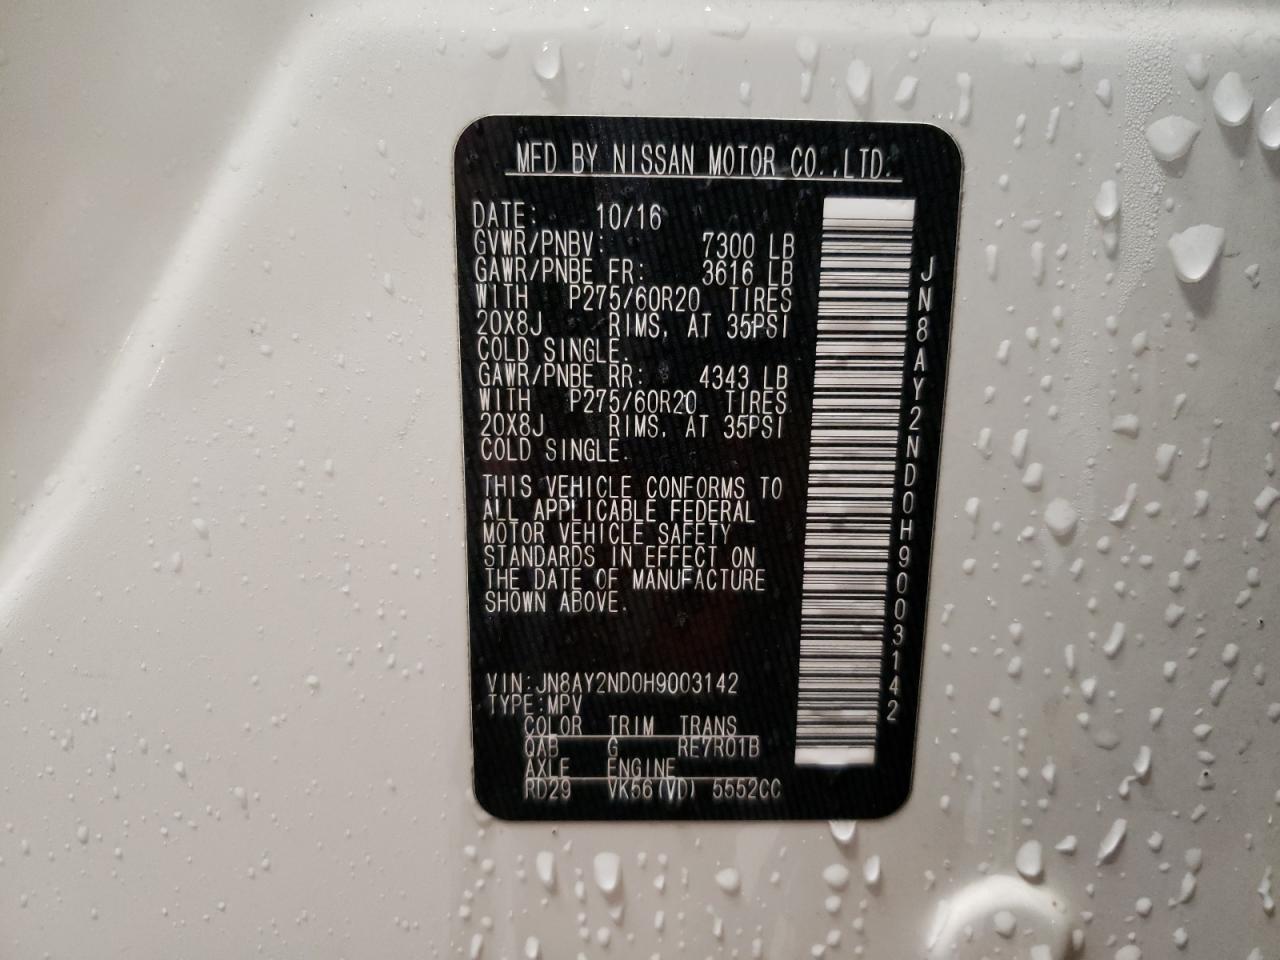 MFD BY NISSAN MOTOR CO.,LTD.
DATE: 10/16
GVWR/PNBV: 7300 LB
GAWR/PNBE FR: 3616 LB
WITH P275/60R20 TIRES
20X8J RIMS, AT 35PSI
COLD SINGLE.
GAWR/PNBE RR: 4343 LB
WITH P275/60R20 TIRES
20X8J RIMS, AT 35PSI
COLD SINGLE.
THIS VEHICLE CONFORMS TO
ALL APPLICABLE FEDERAL
MOTOR VEHICLE SAFETY
STANDARDS IN EFFECT ON
THE DATE OF MANUFACTURE
SHOWN ABOVE.
VIN:JN8AY2ND0H9003142
TYPE:MPV
COLOR TRIM TRANS
QAB G RE7R01B
AXLE ENGINE
RD29 VK56(VD) 5552CC
JN8AY2ND0H9003142